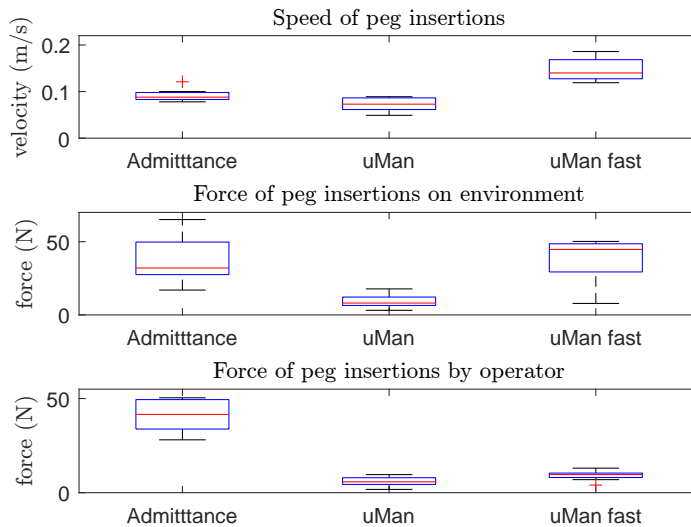 Speed of peg insertions
velocity (m/s)
0.2
0.1
0
Admitttance uMan uMan fast
Force of peg insertions on environment
force (N)
50
0
Admitttance uMan uMan fast
Force of peg insertions by operator
force (N)
50
0
Admitttance uMan uMan fast